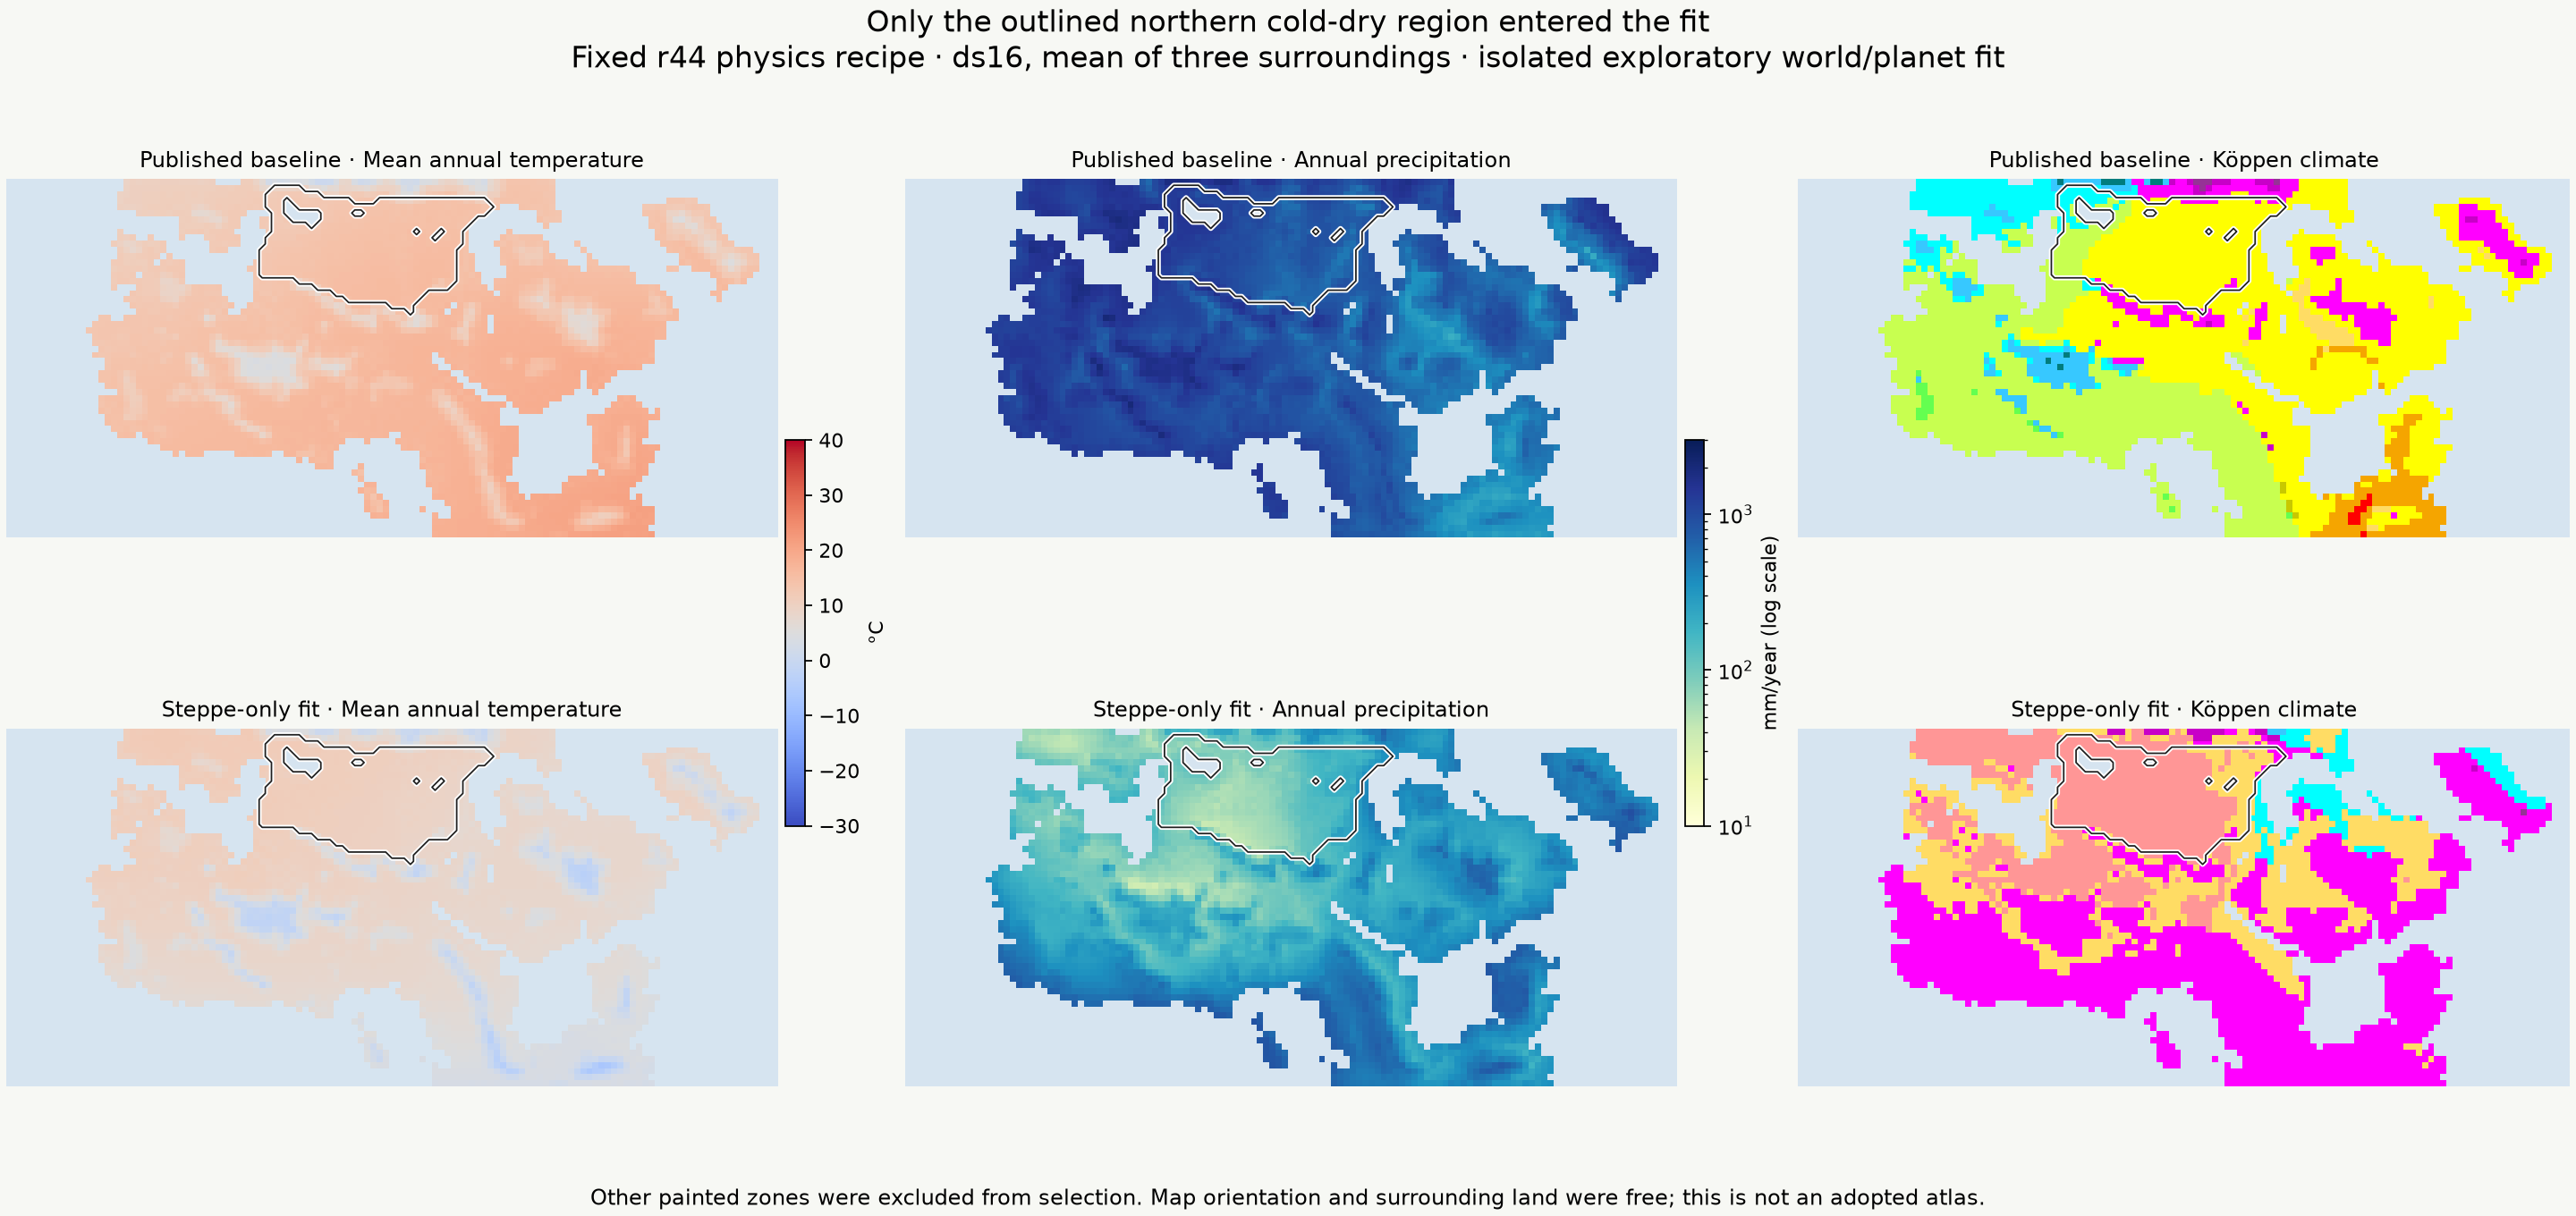 Only the outlined northern cold-dry region entered the fit
Fixed r44 physics recipe · ds16, mean of three surroundings · isolated exploratory world/planet fit
Published baseline · Mean annual temperature
Published baseline · Annual precipitation
Published baseline · Köppen climate
40
30
20
10
0
−10
−20
−30
°C
10³
10²
10¹
mm/year (log scale)
Steppe-only fit · Mean annual temperature
Steppe-only fit · Annual precipitation
Steppe-only fit · Köppen climate
Other painted zones were excluded from selection. Map orientation and surrounding land were free; this is not an adopted atlas.